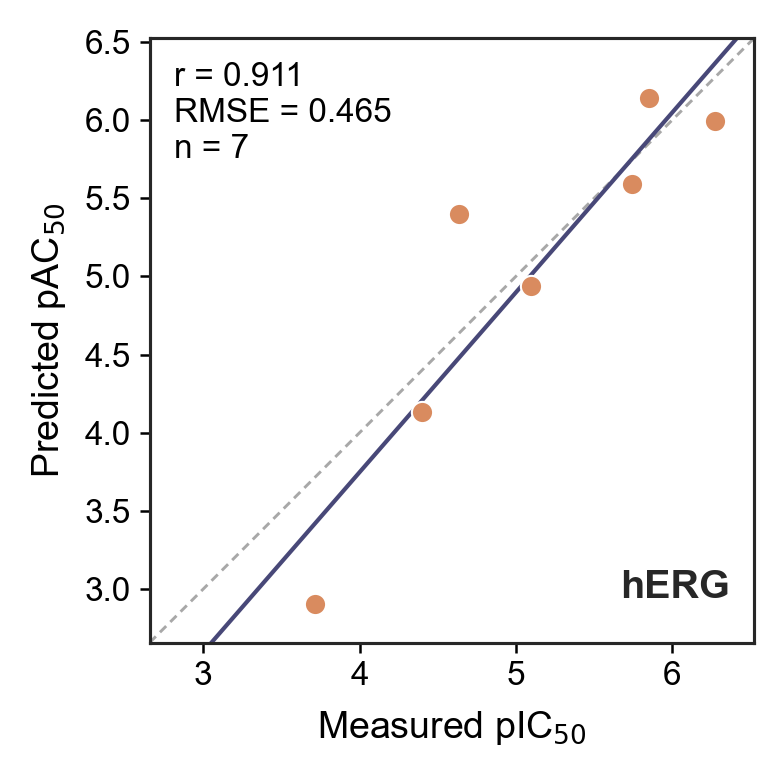 r = 0.911
RMSE = 0.465
n = 7
6.5
6.0
5.5
5.0
4.5
4.0
3.5
3.0
Predicted pAC₅₀
hERG
3 4 5 6
Measured pIC₅₀